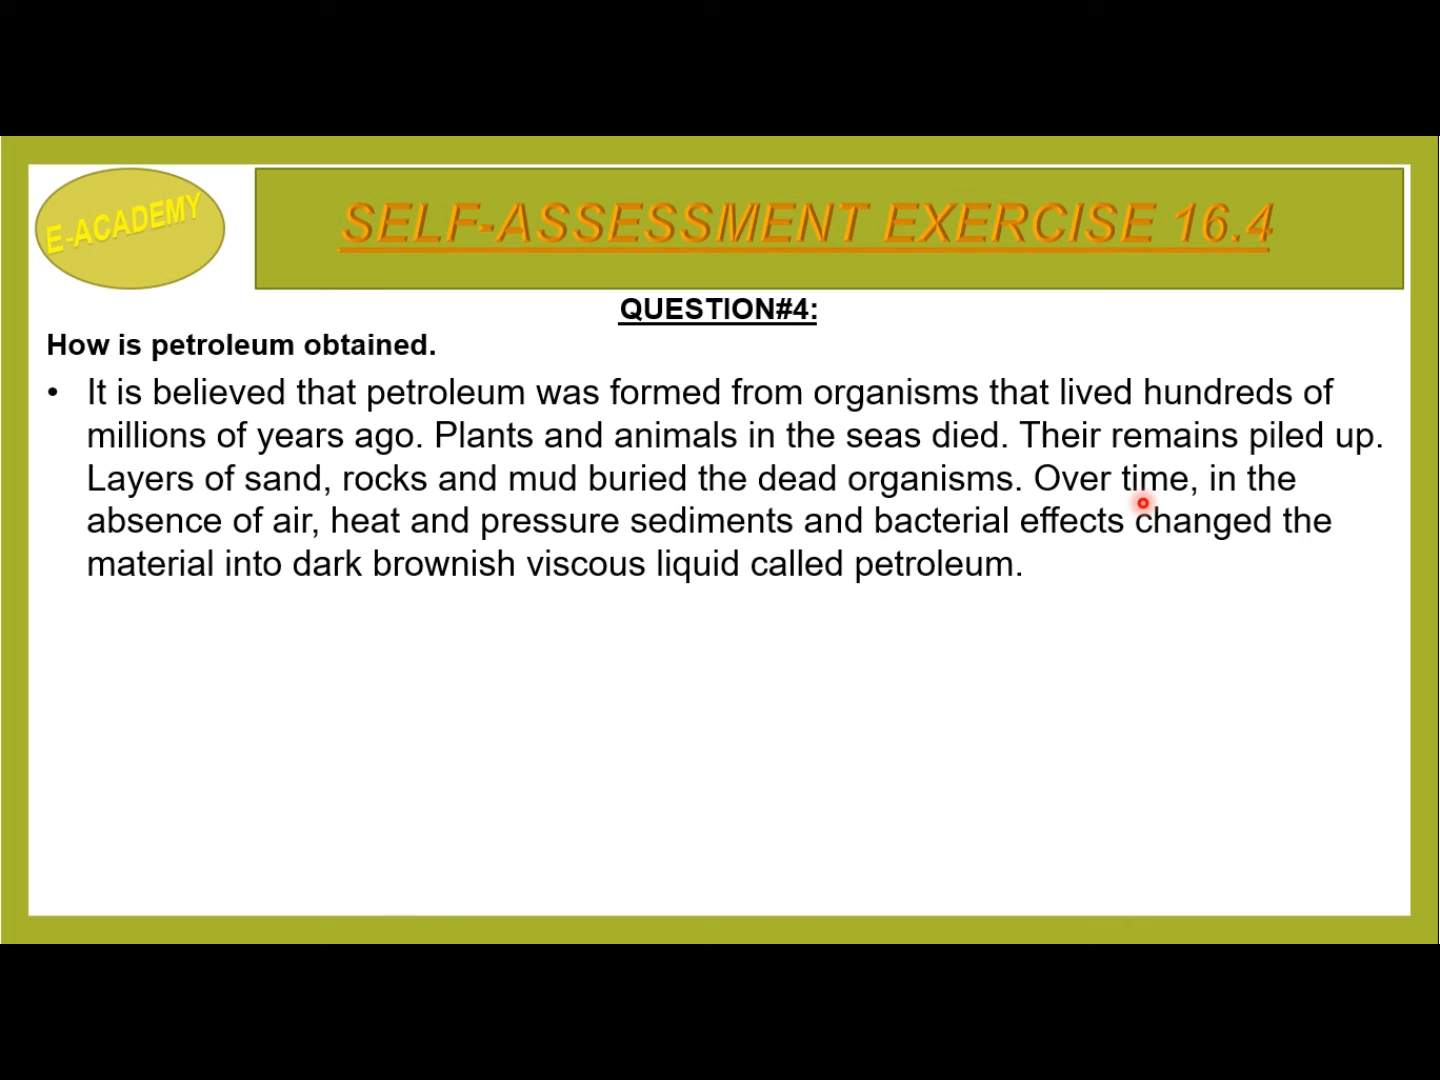 E-ACADEMY
SELF-ASSESSMENT EXERCISE 16.4
QUESTION#4:
How is petroleum obtained.
• It is believed that petroleum was formed from organisms that lived hundreds of
millions of years ago. Plants and animals in the seas died. Their remains piled up.
Layers of sand, rocks and mud buried the dead organisms. Over time, in the
absence of air, heat and pressure sediments and bacterial effects changed the
material into dark brownish viscous liquid called petroleum.